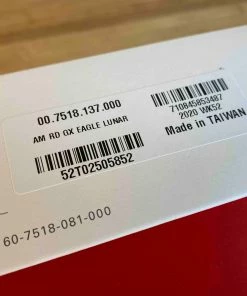 00.7518.137.000
AM RD GX EAGLE LUNAR
52T02505852
710845853487
2020 WK52
Made in TAIWAN
60-7518-081-000